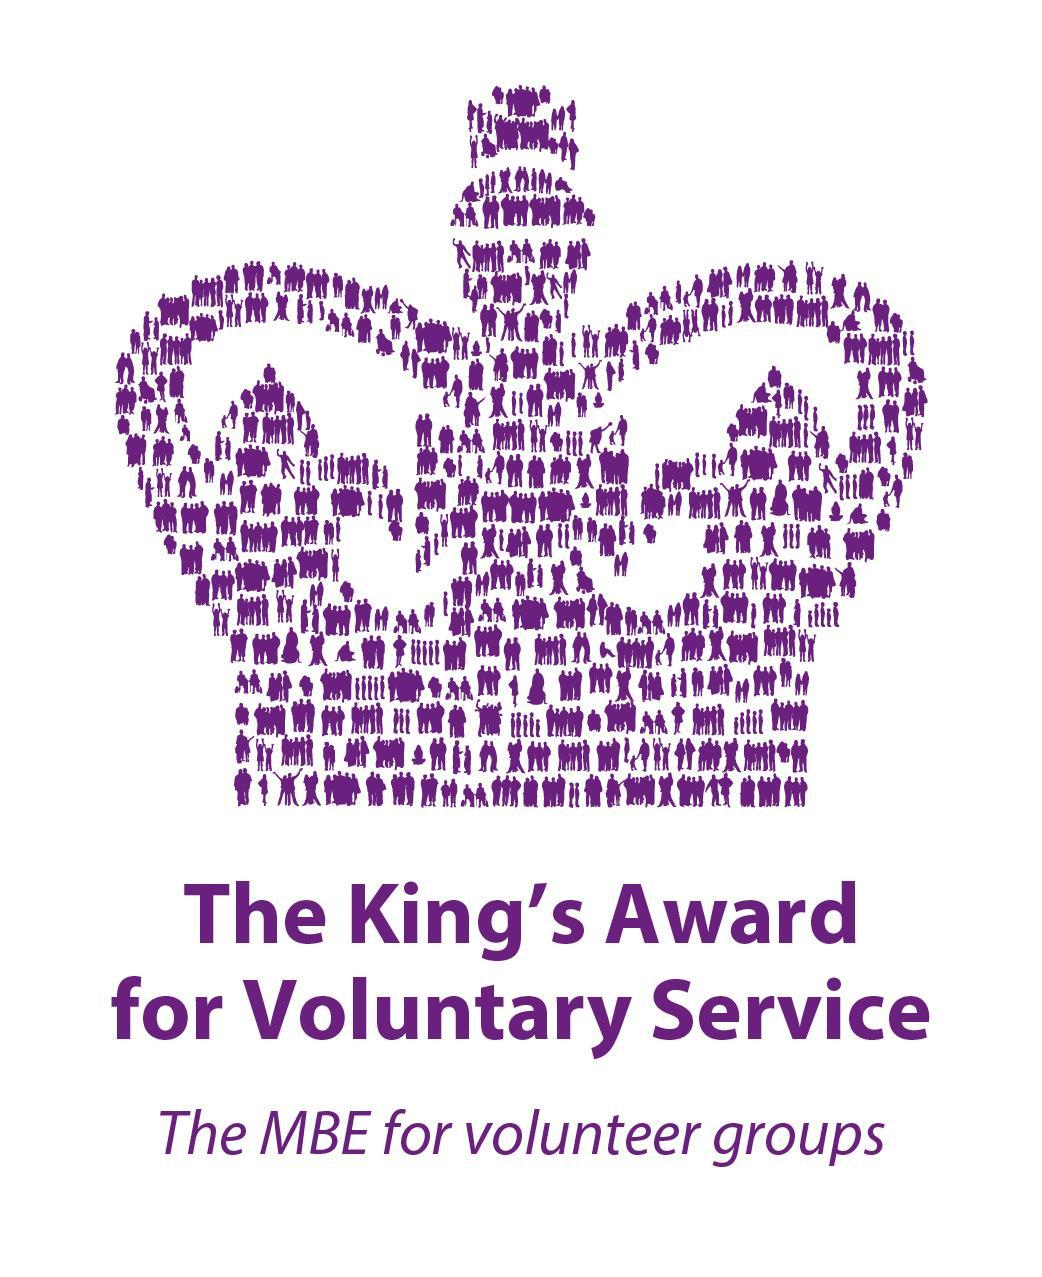 The King’s Award
for Voluntary Service
The MBE for volunteer groups